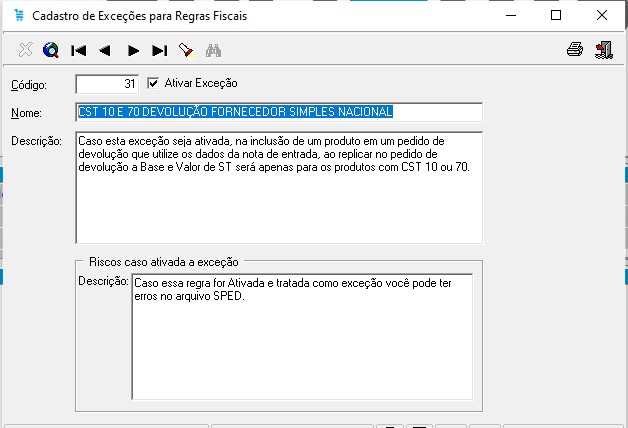 Cadastro de Exceções para Regras Fiscais
Código: 31 Ativar Exceção
Nome: CST 10 E 70 DEVOLUÇÃO FORNECEDOR SIMPLES NACIONAL
Descrição: Caso esta exceção seja ativada, na inclusão de um produto em um pedido de
devolução que utilize os dados da nota de entrada, ao replicar no pedido de
devolução a Base e Valor de ST será apenas para os produtos com CST 10 ou 70.
Riscos caso ativada a exceção
Descrição: Caso essa regra for Ativada e tratada como exceção você pode ter
erros no arquivo SPED.